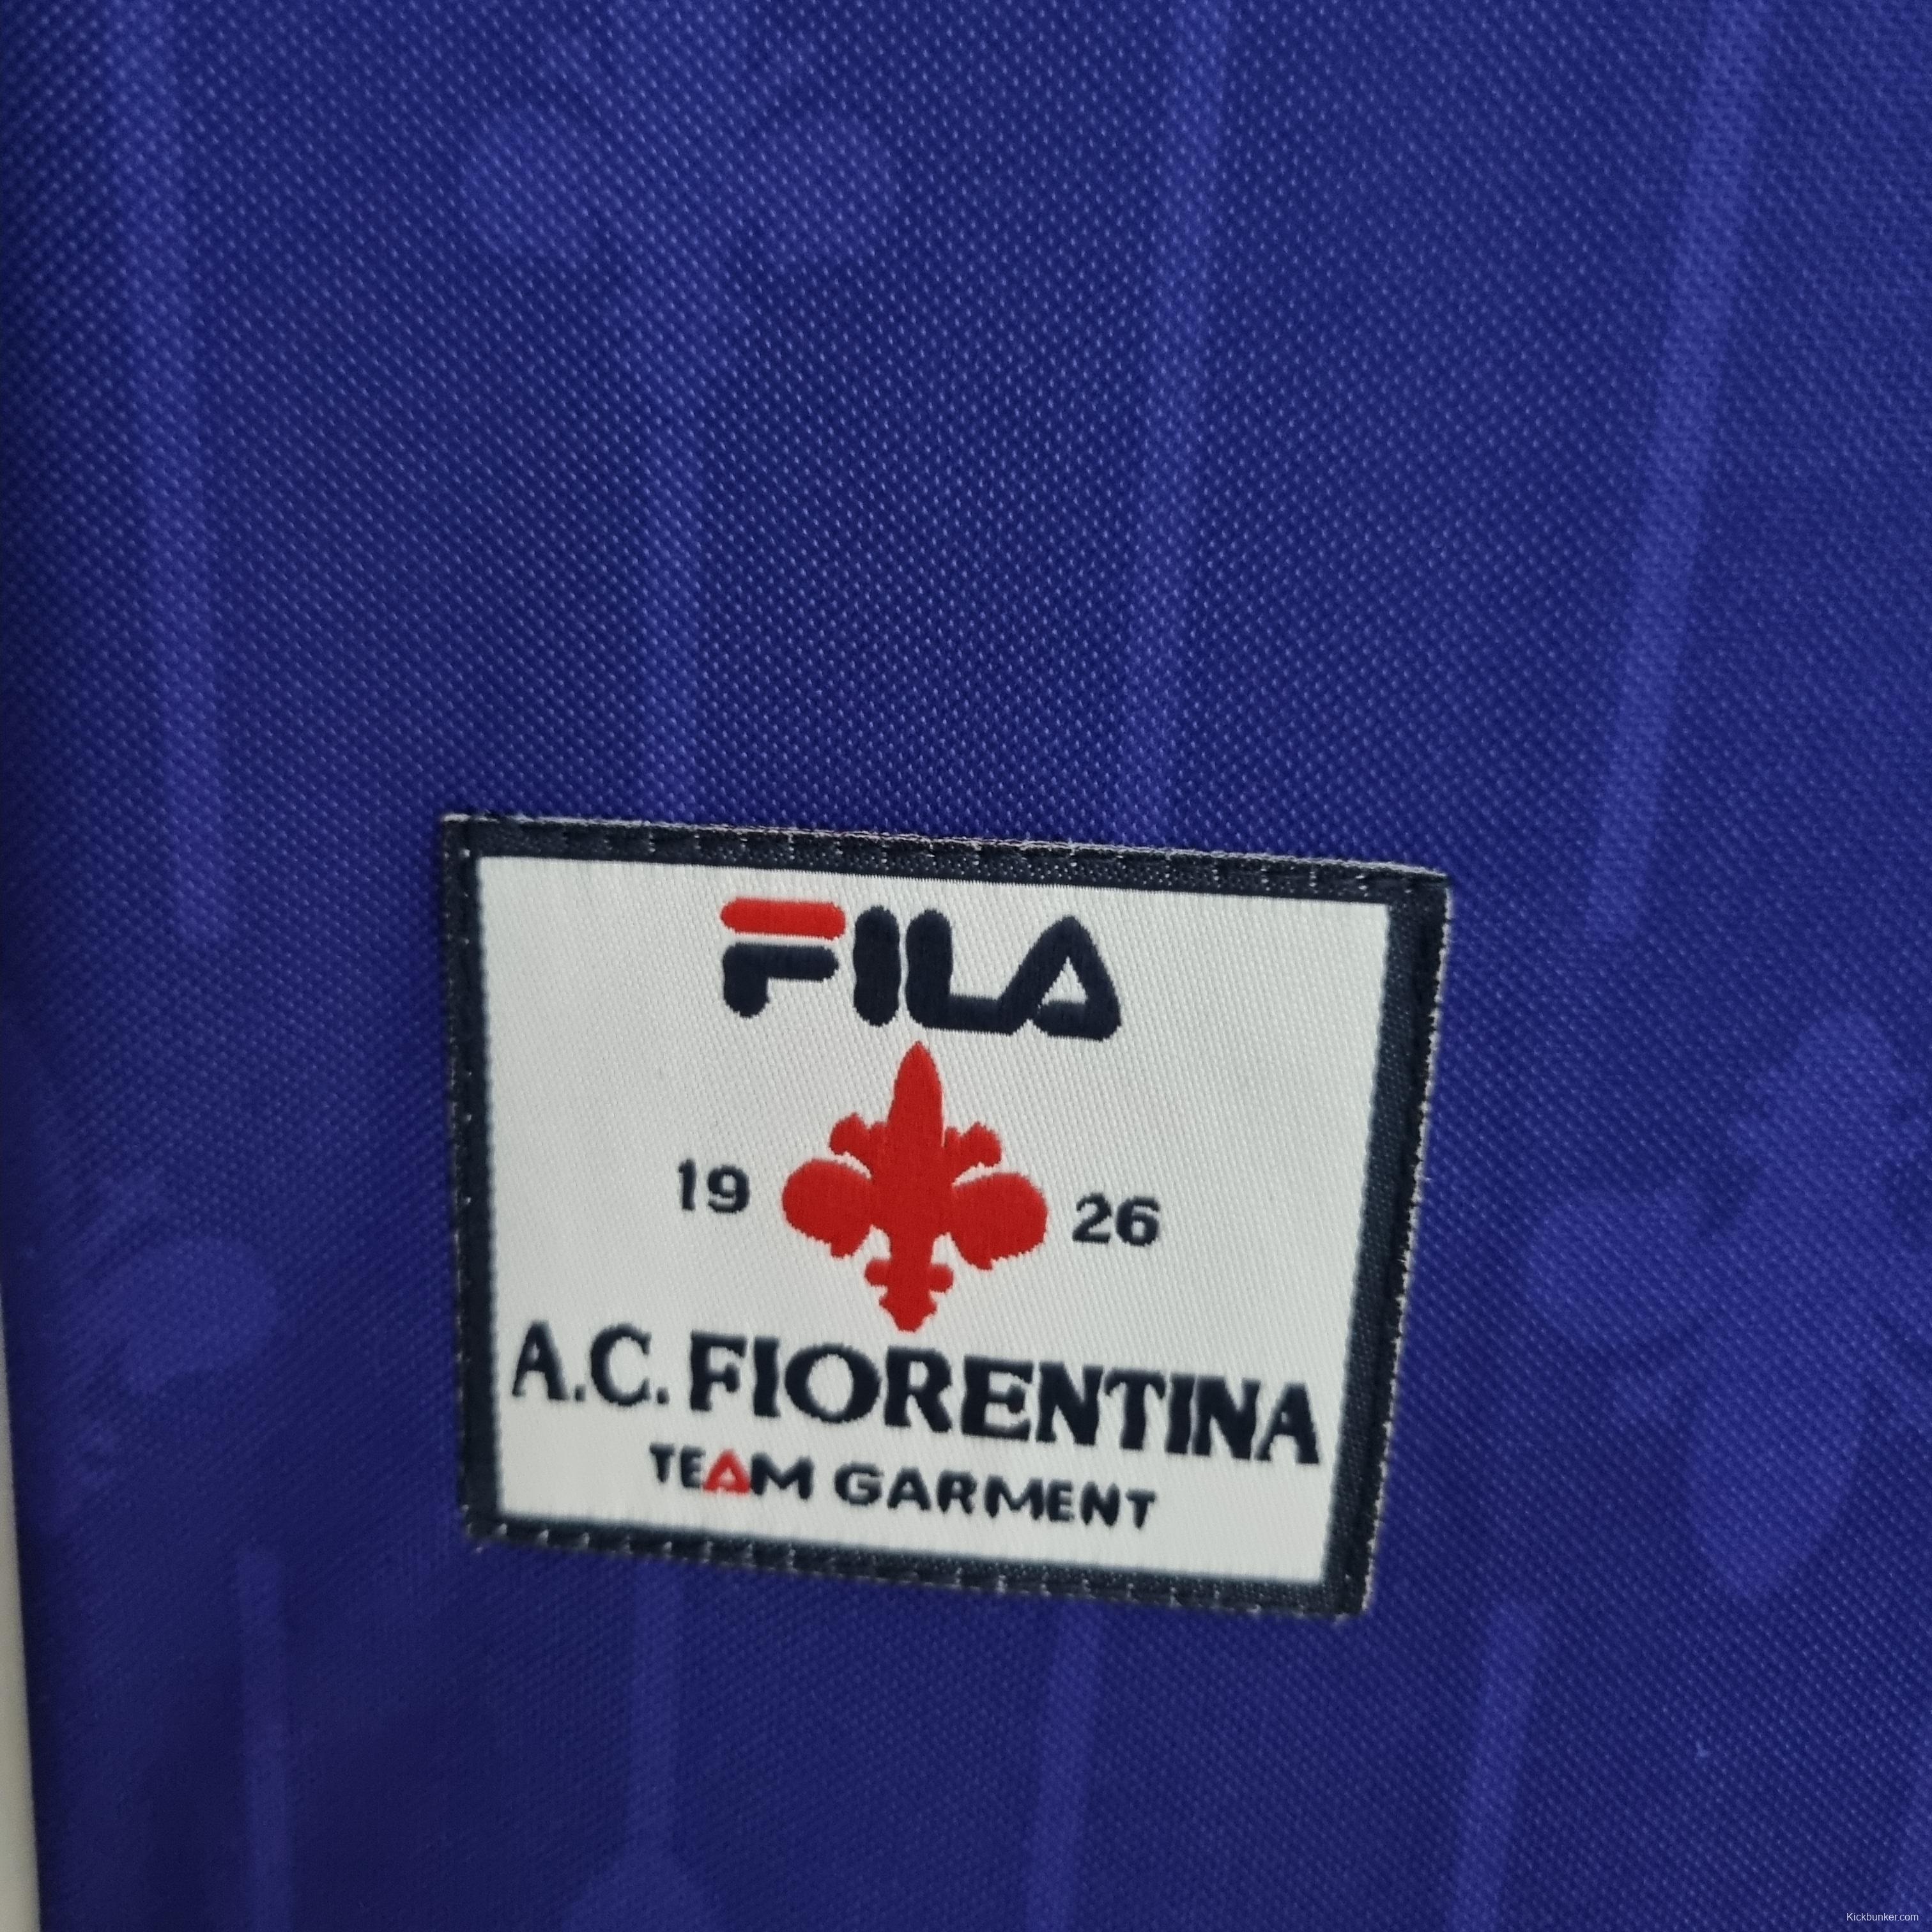 FILA
19 26
A.C. FIORENTINA
TEAM GARMENT
Kickbunker.com